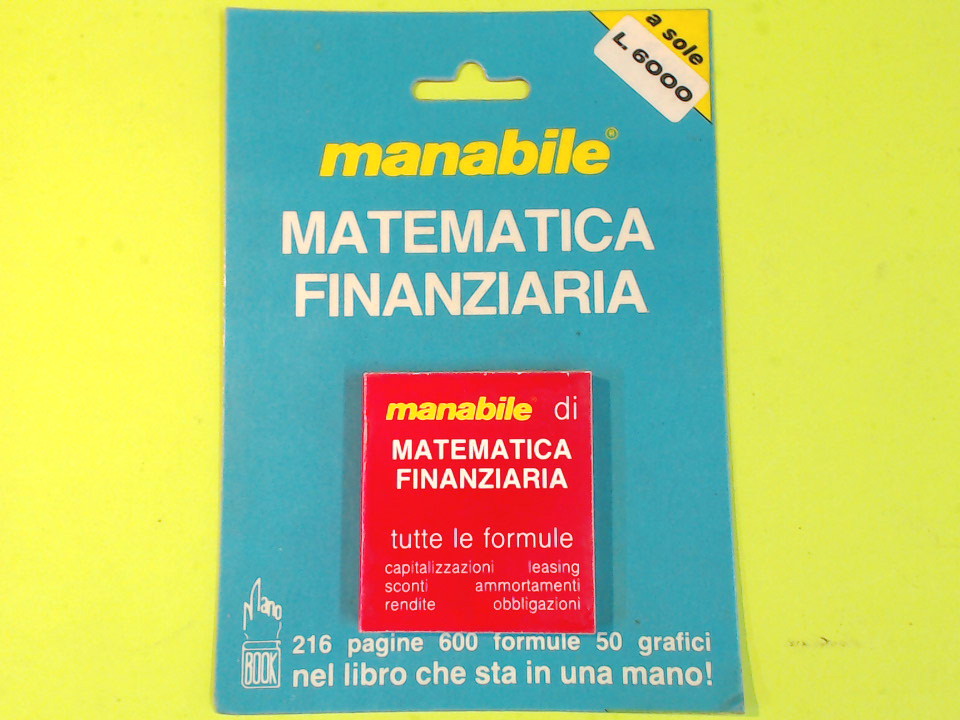 a sole
L. 6000
manabile®
MATEMATICA
FINANZIARIA
manabile di
MATEMATICA
FINANZIARIA
tutte le formule
capitalizzazioni leasing
sconti ammortamenti
rendite obbligazioni
Mano
BOOK
216 pagine 600 formule 50 grafici
nel libro che sta in una mano!